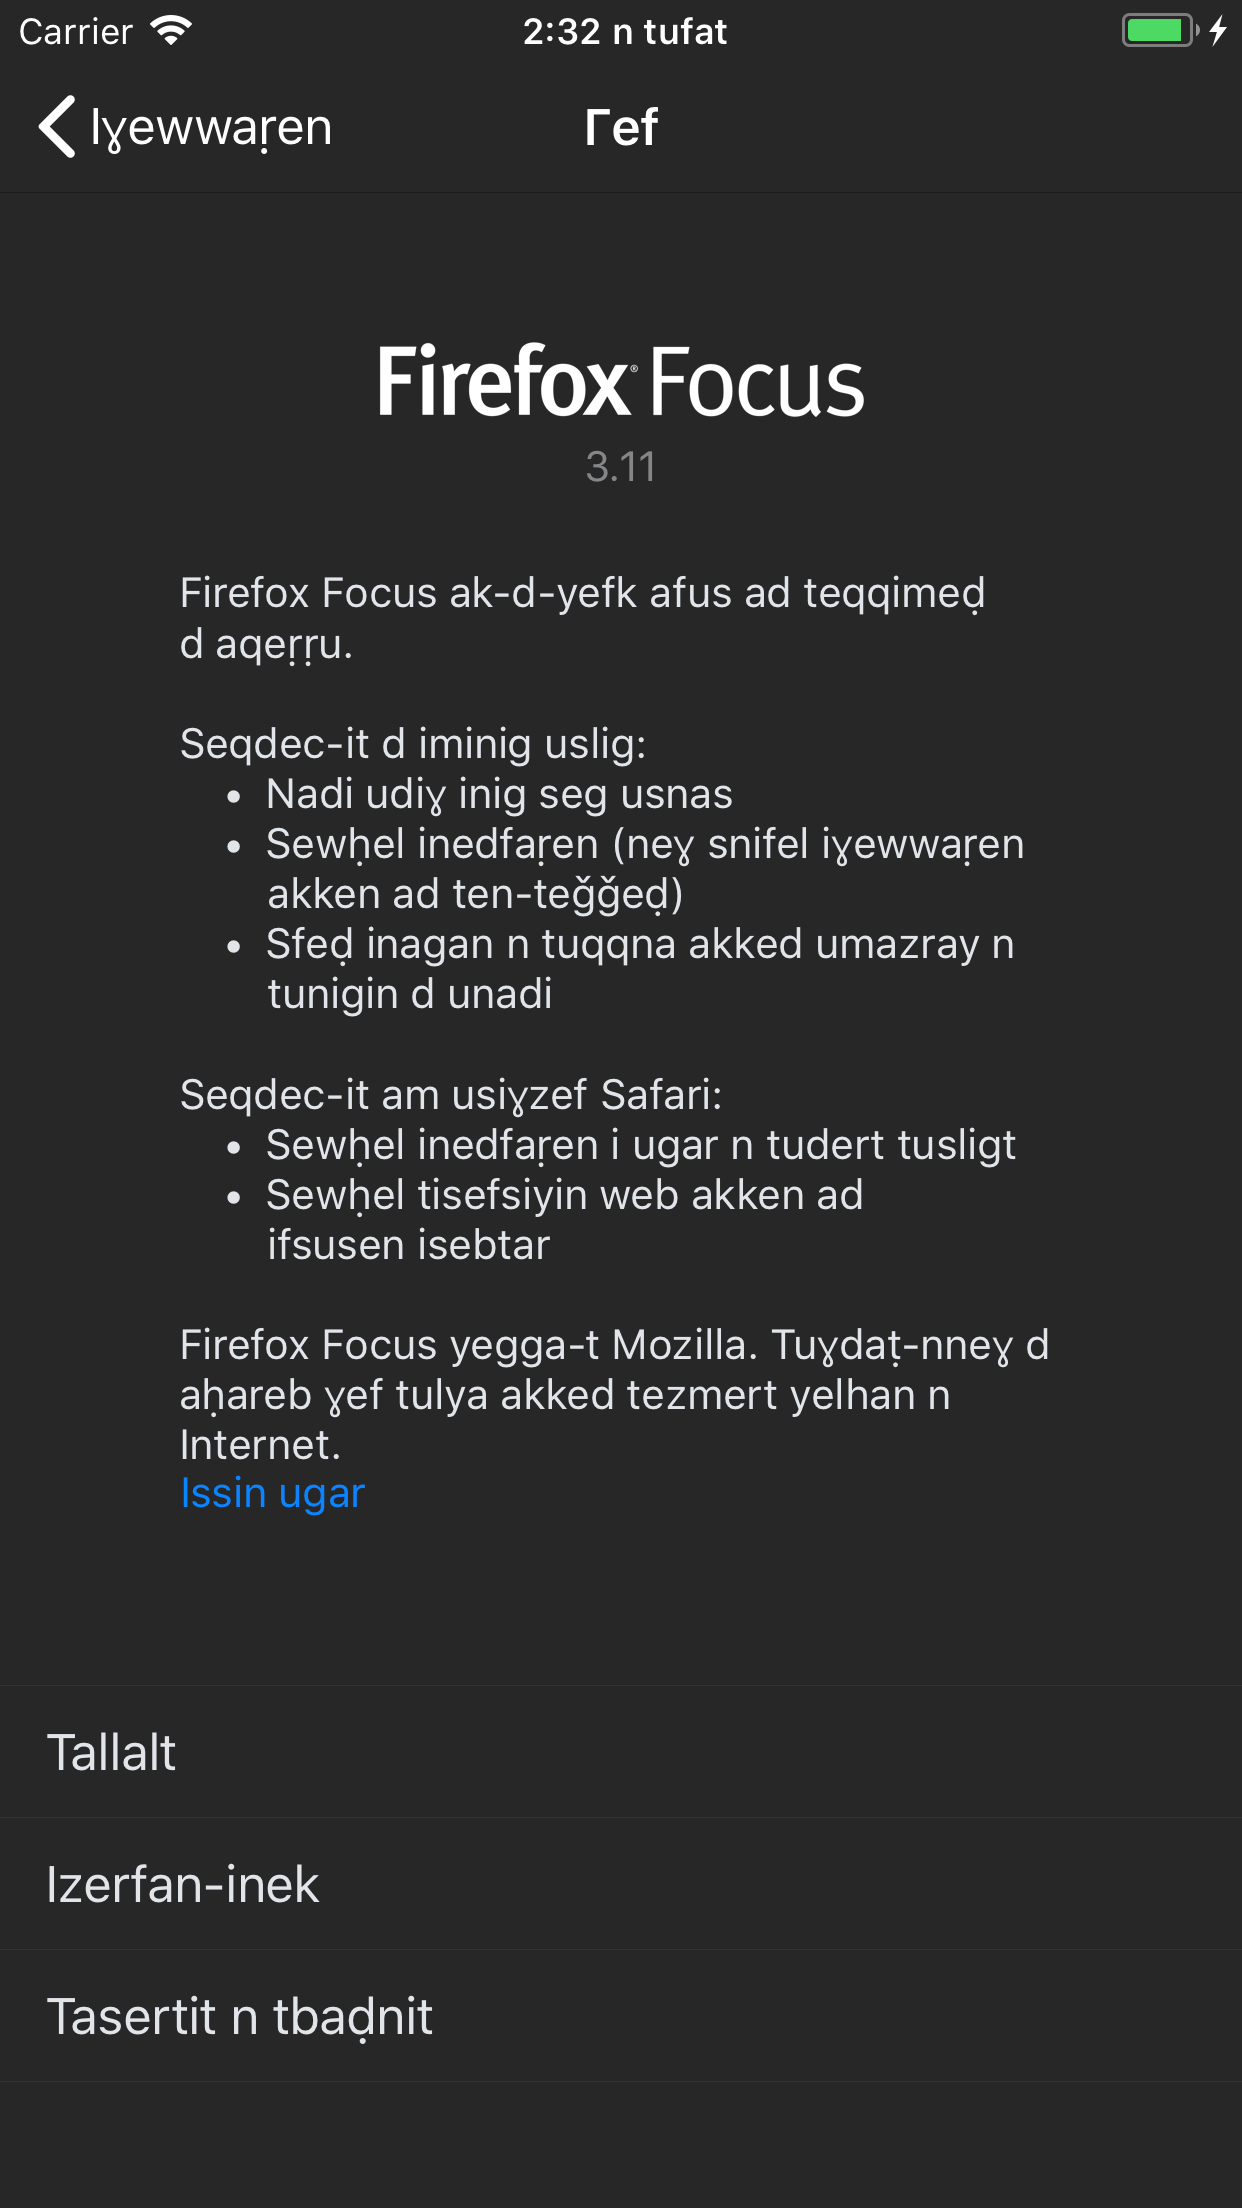 Carrier 2:32 n tufat
Iɣewwaṛen Γef
Firefox® Focus
3.11
Firefox Focus ak-d-yefk afus ad teqqimeḍ
d aqeṛṛu.
Seqdec-it d iminig uslig:
• Nadi udiɣ inig seg usnas
• Sewḥel inedfaṛen (neɣ snifel iɣewwaṛen
akken ad ten-teǧǧeḍ)
• Sfeḍ inagan n tuqqna akked umazray n
tunigin d unadi
Seqdec-it am usiɣzef Safari:
• Sewḥel inedfaṛen i ugar n tudert tusligt
• Sewḥel tisefsiyin web akken ad
ifsusen isebtar
Firefox Focus yegga-t Mozilla. Tuɣdaṭ-nneɣ d
aḥareb ɣef tulya akked tezmert yelhan n
Internet.
Issin ugar
Tallalt
Izerfan-inek
Tasertit n tbaḍnit